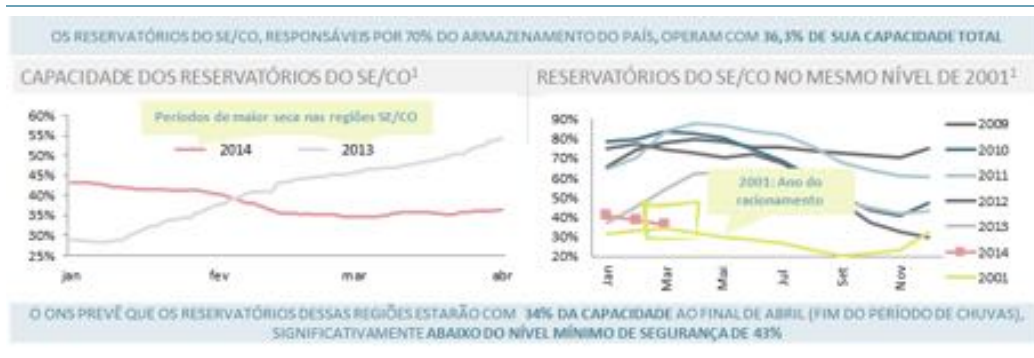 OS RESERVATÓRIOS DO SE/CO, RESPONSÁVEIS POR 70% DO ARMAZENAMENTO DO PAÍS, OPERAM COM 36,3% DE SUA CAPACIDADE TOTAL
CAPACIDADE DOS RESERVATÓRIOS DO SE/CO¹
60%
55%
50%
45%
40%
35%
30%
25%
Períodos de maior seca nas regiões SE/CO
2014
2013
jan
fev
mar
abr
RESERVATÓRIOS DO SE/CO NO MESMO NÍVEL DE 2001¹
90%
80%
70%
60%
50%
40%
30%
20%
2001: Ano do
racionamento
Jan
Mar
Mai
Jul
Set
Nov
2009
2010
2011
2012
2013
2014
2001
O ONS PREVÊ QUE OS RESERVATÓRIOS DESSAS REGIÕES ESTARÃO COM 34% DA CAPACIDADE AO FINAL DE ABRIL (FIM DO PERÍODO DE CHUVAS),
SIGNIFICATIVAMENTE ABAIXO DO NÍVEL MÍNIMO DE SEGURANÇA DE 43%